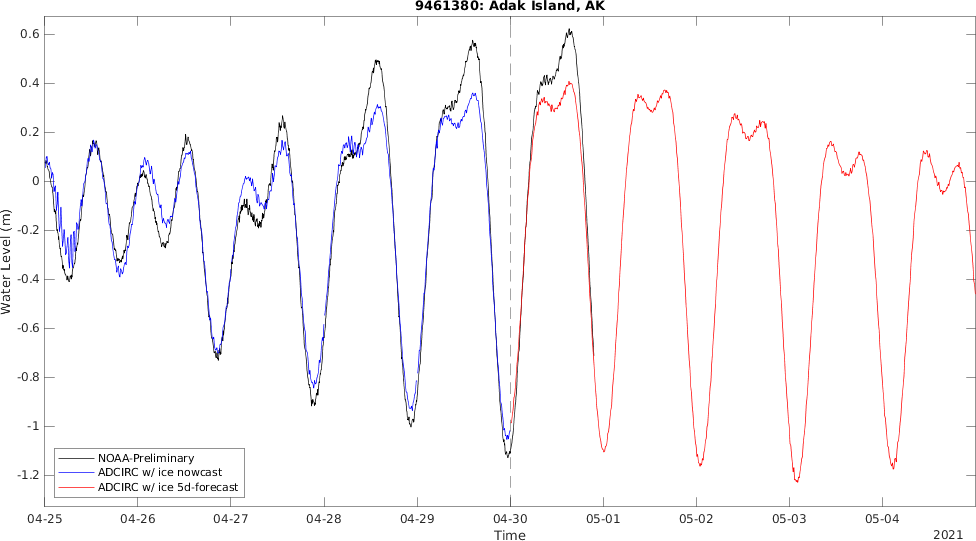 9461380: Adak Island, AK
0.6
0.4
0.2
0
-0.2
-0.4
-0.6
-0.8
-1
-1.2
Water Level (m)
NOAA-Preliminary
ADCIRC w/ ice nowcast
ADCIRC w/ ice 5d-forecast
04-25 04-26 04-27 04-28 04-29 04-30 05-01 05-02 05-03 05-04
Time
2021